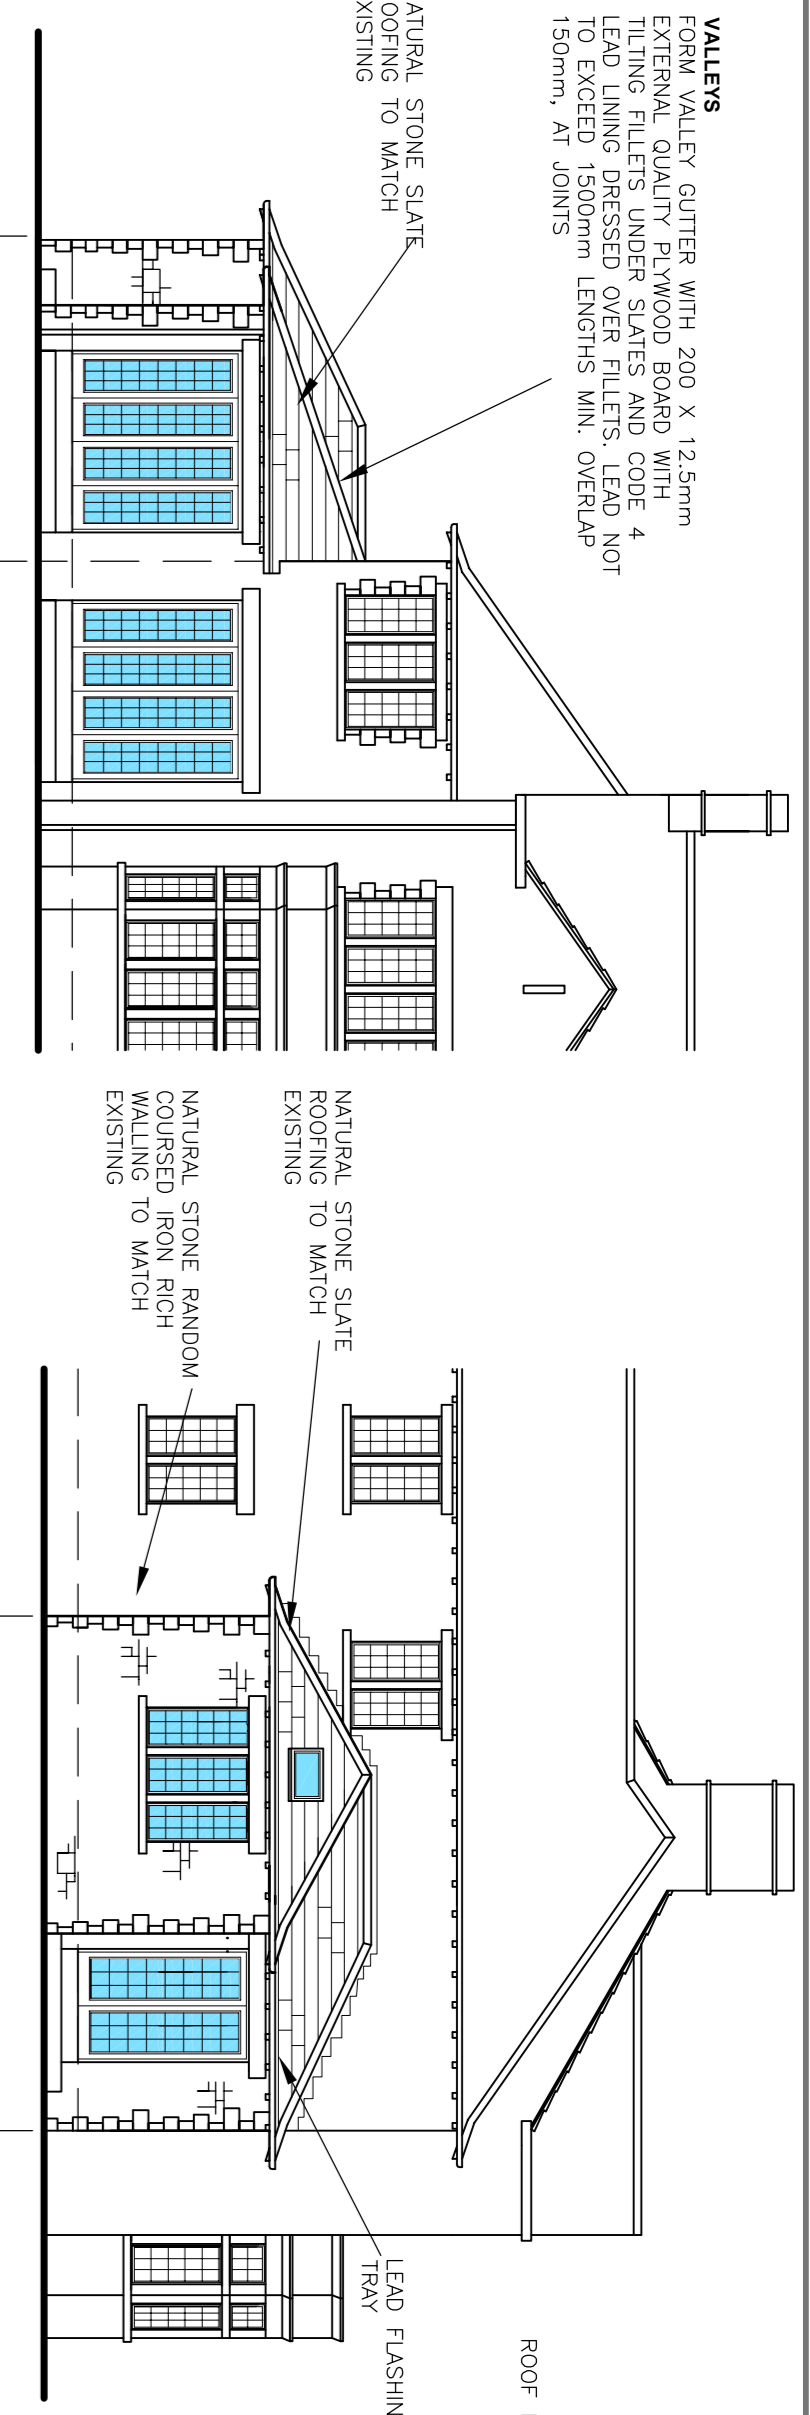 VALLEYS
FORM VALLEY GUTTER WITH 200 X 12.5mm
EXTERNAL QUALITY PLYWOOD BOARD WITH
TILTING FILLETS UNDER SLATES AND CODE 4
LEAD LINING DRESSED OVER FILLETS. LEAD NOT
TO EXCEED 1500mm LENGTHS MIN. OVERLAP
150mm, AT JOINTS
ATURAL STONE SLATE
OOFING TO MATCH
XISTING
NATURAL STONE SLATE
ROOFING TO MATCH
EXISTING
NATURAL STONE RANDOM
COURSED IRON RICH
WALLING TO MATCH
EXISTING
LEAD FLASHIN
TRAY
ROOF